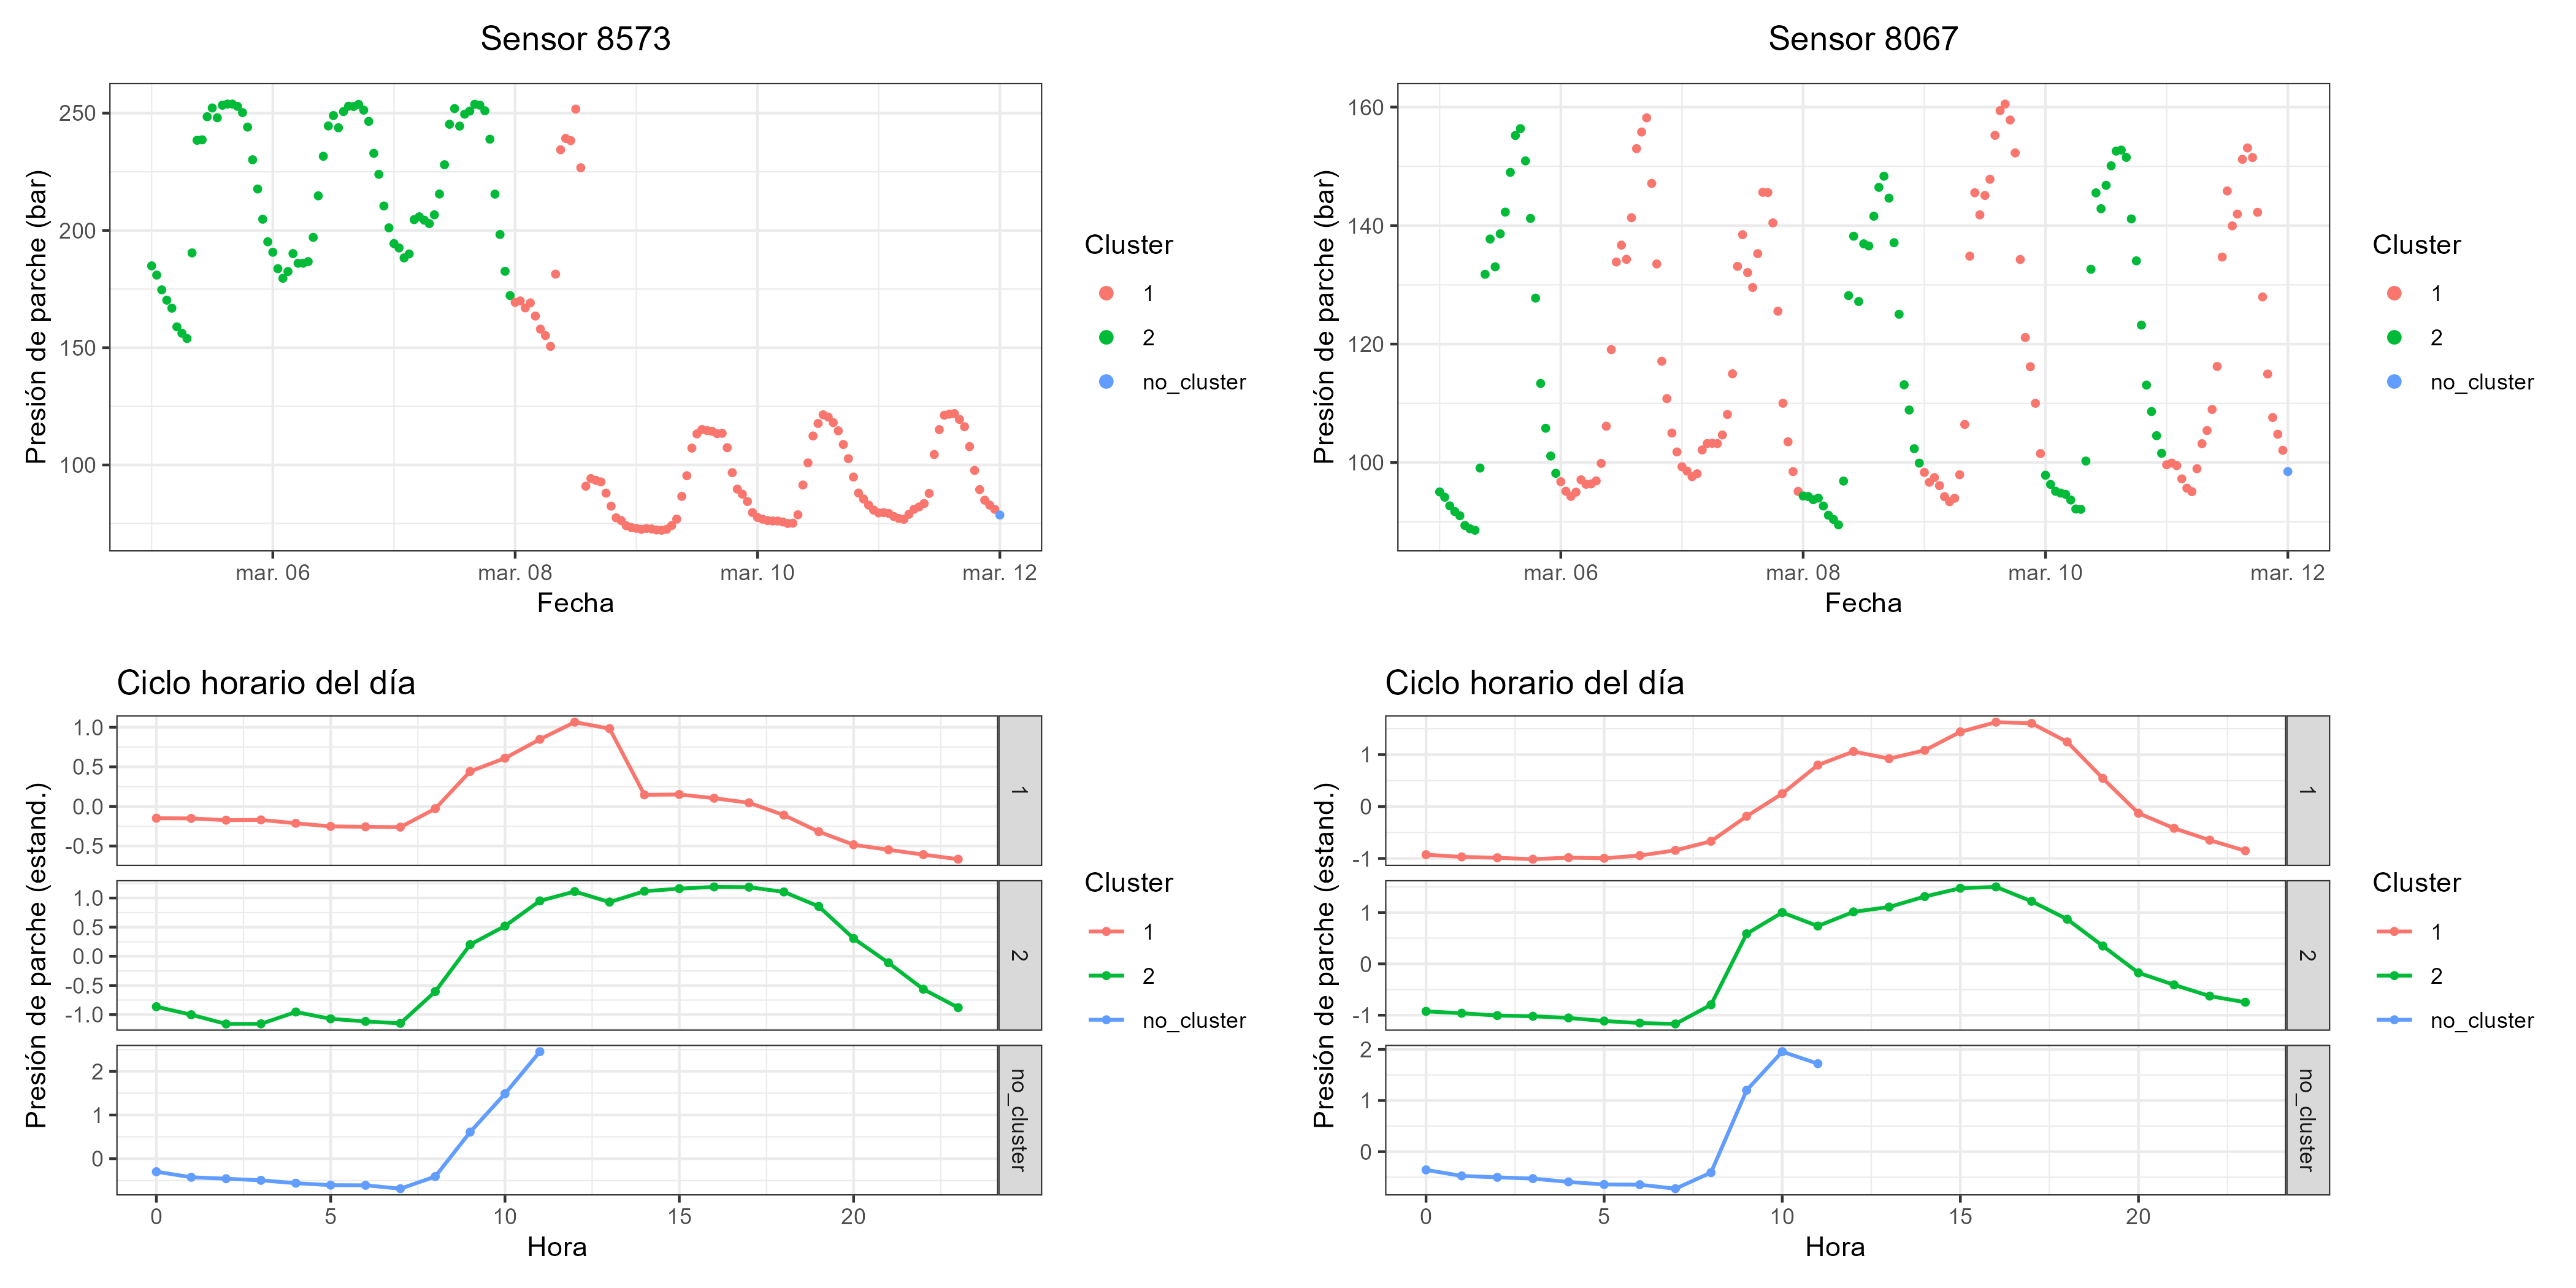 Sensor 8573
Presión de parche (bar)
250
200
150
100
mar. 06
mar. 08
mar. 10
mar. 12
Fecha
Cluster
1
2
no_cluster
Sensor 8067
Presión de parche (bar)
160
140
120
100
mar. 06
mar. 08
mar. 10
mar. 12
Fecha
Cluster
1
2
no_cluster
Ciclo horario del día
Presión de parche (estand.)
1.0
0.5
0.0
-0.5
1
1.0
0.5
0.0
-0.5
-1.0
2
2
1
0
no_cluster
0
5
10
15
20
Hora
Cluster
1
2
no_cluster
Ciclo horario del día
Presión de parche (estand.)
1
0
-1
1
1
0
-1
2
2
1
0
no_cluster
0
5
10
15
20
Hora
Cluster
1
2
no_cluster